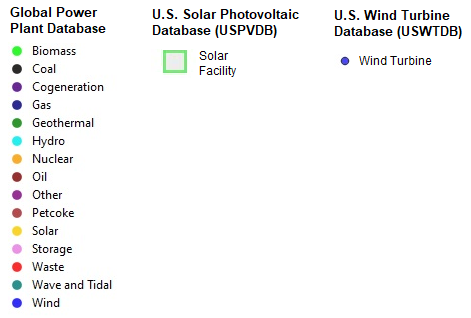 Global Power
Plant Database
Biomass
Coal
Cogeneration
Gas
Geothermal
Hydro
Nuclear
Oil
Other
Petcoke
Solar
Storage
Waste
Wave and Tidal
Wind
U.S. Solar Photovoltaic
Database (USPVDB)
Solar
Facility
U.S. Wind Turbine
Database (USWTDB)
Wind Turbine